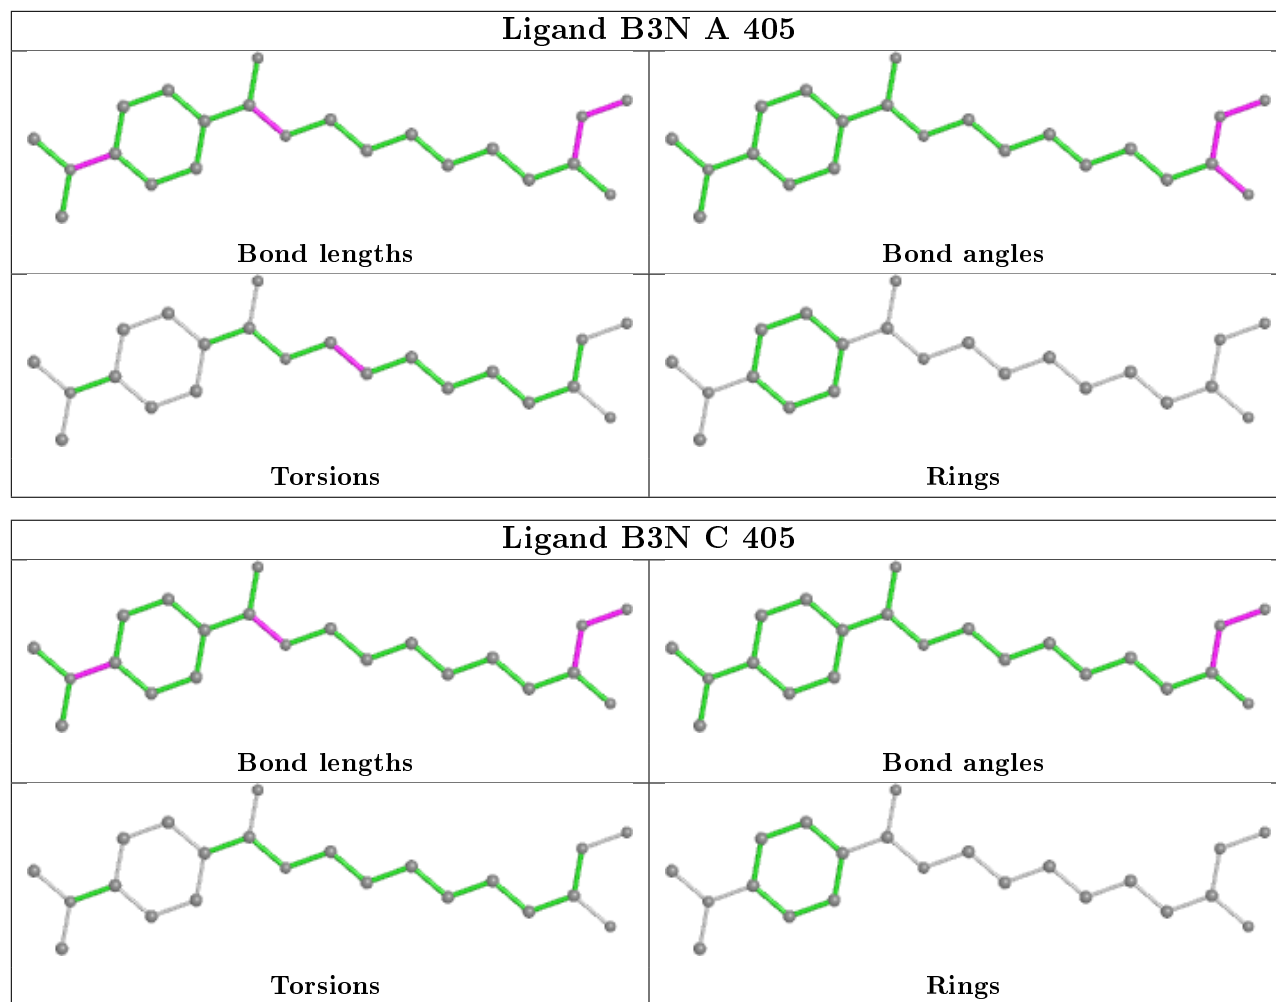 Ligand B3N A 405
Bond lengths
Bond angles
Torsions
Rings
Ligand B3N C 405
Bond lengths
Bond angles
Torsions
Rings